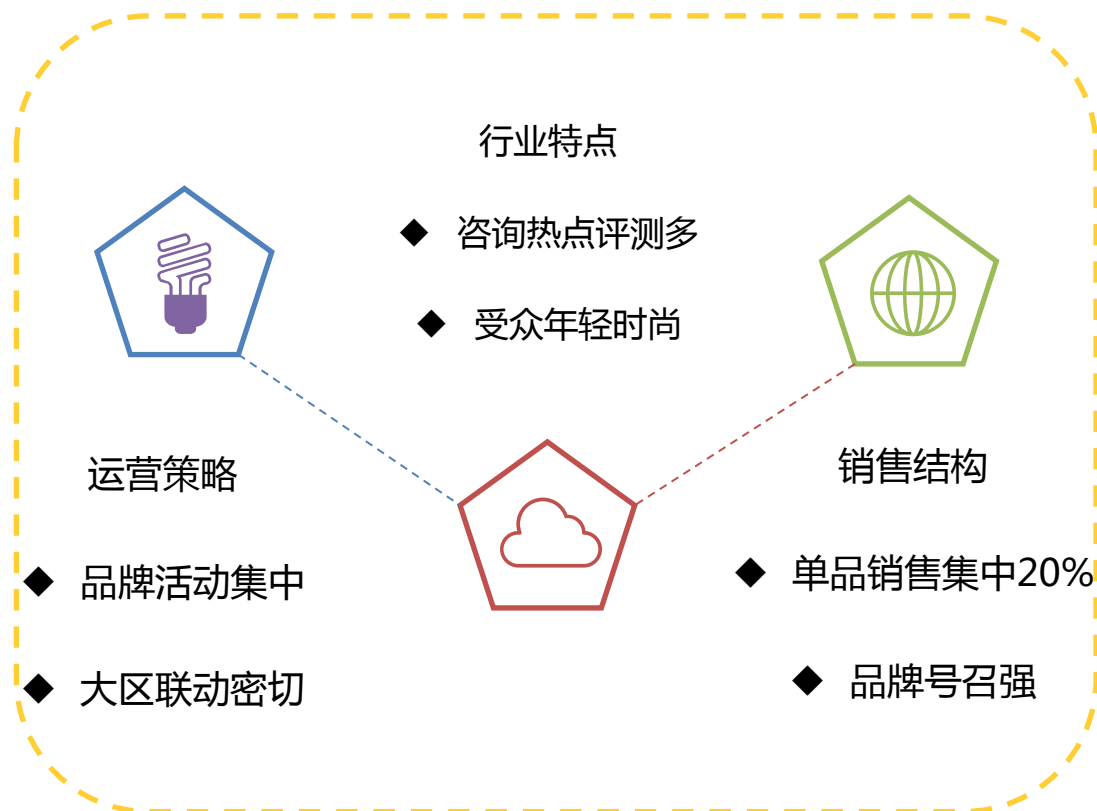 行业特点
◆ 咨询热点评测多
◆ 受众年轻时尚
运营策略
◆ 品牌活动集中
◆ 大区联动密切
销售结构
◆ 单品销售集中20%
◆ 品牌号召强